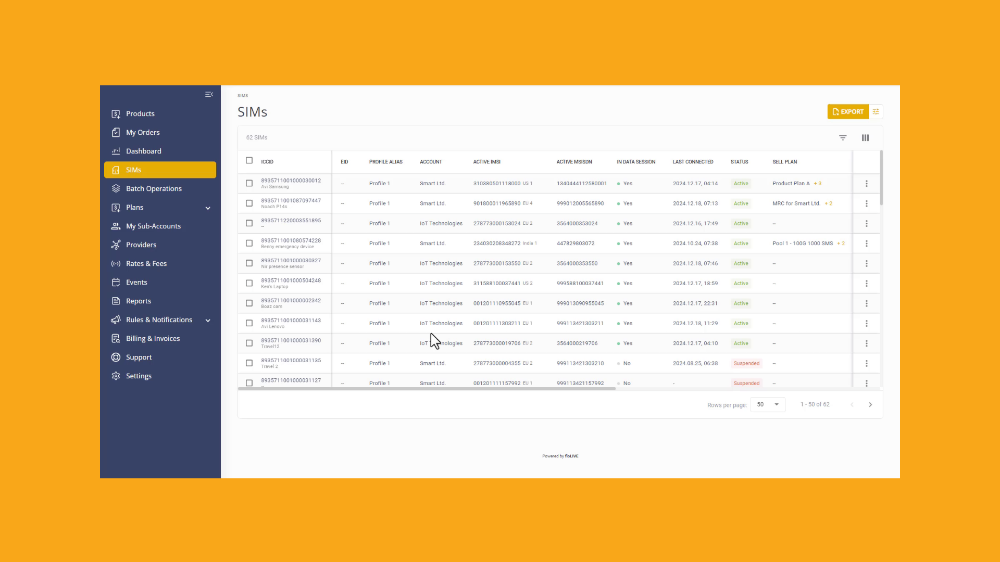 SIMS
SIMs
EXPORT
Products
My Orders
Dashboard
SIMs
Batch Operations
Plans
My Sub-Accounts
Providers
Rates & Fees
Events
Reports
Rules & Notifications
Billing & Invoices
Support
Settings
62 SIMs
ICCID EID PROFILE ALIAS ACCOUNT ACTIVE IMSI ACTIVE MSISDN IN DATA SESSION LAST CONNECTED STATUS SELL PLAN
8935711001000030012 -- Profile 1 Smart Ltd. 310380501118000 US 1 1340444112580001 Yes 2024.12.17, 04:14 Active Product Plan A + 3
Avi Samsung
8935711001087097447 -- Profile 1 Smart Ltd. 901800011965890 EU 4 999012005565890 Yes 2024.12.18, 07:13 Active MRC for Smart Ltd. + 2
Noach P14s
8935711220003551895 -- Profile 1 IoT Technologies 278773000153024 EU 2 3564000353024 Yes 2024.12.16, 17:49 Active --
--
8935711001080574228 -- Profile 1 Smart Ltd. 234030208348272 India 1 447829803072 Yes 2024.10.24, 07:38 Active Pool 1 - 100G 1000 SMS + 2
Benny emergency device
8935711001000030327 -- Profile 1 IoT Technologies 278773000153550 EU 2 3564000353550 Yes 2024.12.18, 07:46 Active --
Nir presence sensor
8935711001000504248 -- Profile 1 IoT Technologies 311588100037441 US 2 999588100037441 Yes 2024.12.17, 18:59 Active --
Ken's Laptop
8935711001000002342 -- Profile 1 IoT Technologies 001201110955045 EU 1 999013090955045 Yes 2024.12.17, 22:31 Active --
Boaz cam
8935711001000031143 -- Profile 1 IoT Technologies 001201111303211 EU 1 999113421303211 Yes 2024.12.18, 11:29 Active --
Avi Lenovo
8935711001000031390 -- Profile 1 IoT Technologies 278773000019706 EU 2 3564000219706 Yes 2024.12.17, 04:10 Active --
Travel12
8935711001000031135 -- Profile 1 Smart Ltd. 278773000004355 EU 2 999113421303210 No 2024.08.25, 06:38 Suspended --
Travel 2
8935711001000031127 -- Profile 1 Smart Ltd. 001201111157992 EU 1 999113421157992 No - Suspended --
Rows per page: 50 1 - 50 of 62
Powered by floLIVE